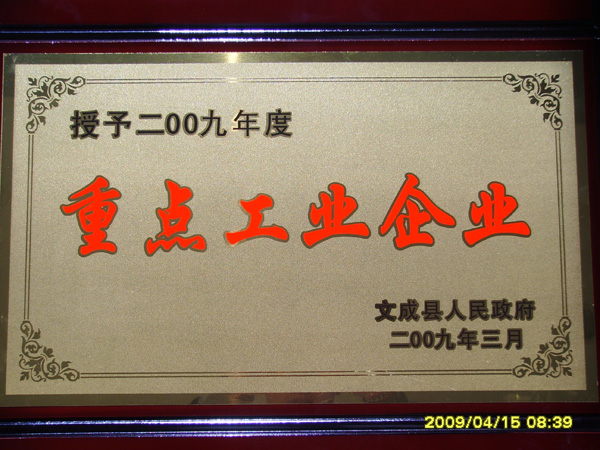 授予二00九年度
重点工业企业
文成县人民政府
二00九年三月
2009/04/15 08:39